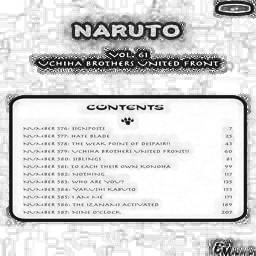 NARUTO
VOL. 61
UCHIHA BROTHERS UNITED FRONT
CONTENTS
NUMBER 576: SIGNPOSTS 7
NUMBER 577: HATE BLADE 25
NUMBER 578: THE WEAK POINT OF DESPAIR!! 43
NUMBER 579: UCHIHA BROTHERS UNITED FRONT!! 60
NUMBER 580: SIBLINGS 81
NUMBER 581: TO EACH THEIR OWN KONOHA 99
NUMBER 582: NOTHING 117
NUMBER 583: WHO ARE YOU? 135
NUMBER 584: YAKUSHI KABUTO 153
NUMBER 585: I AM ME 171
NUMBER 586: THE IZANAMI ACTIVATED 189
NUMBER 587: NINE O'CLOCK 207